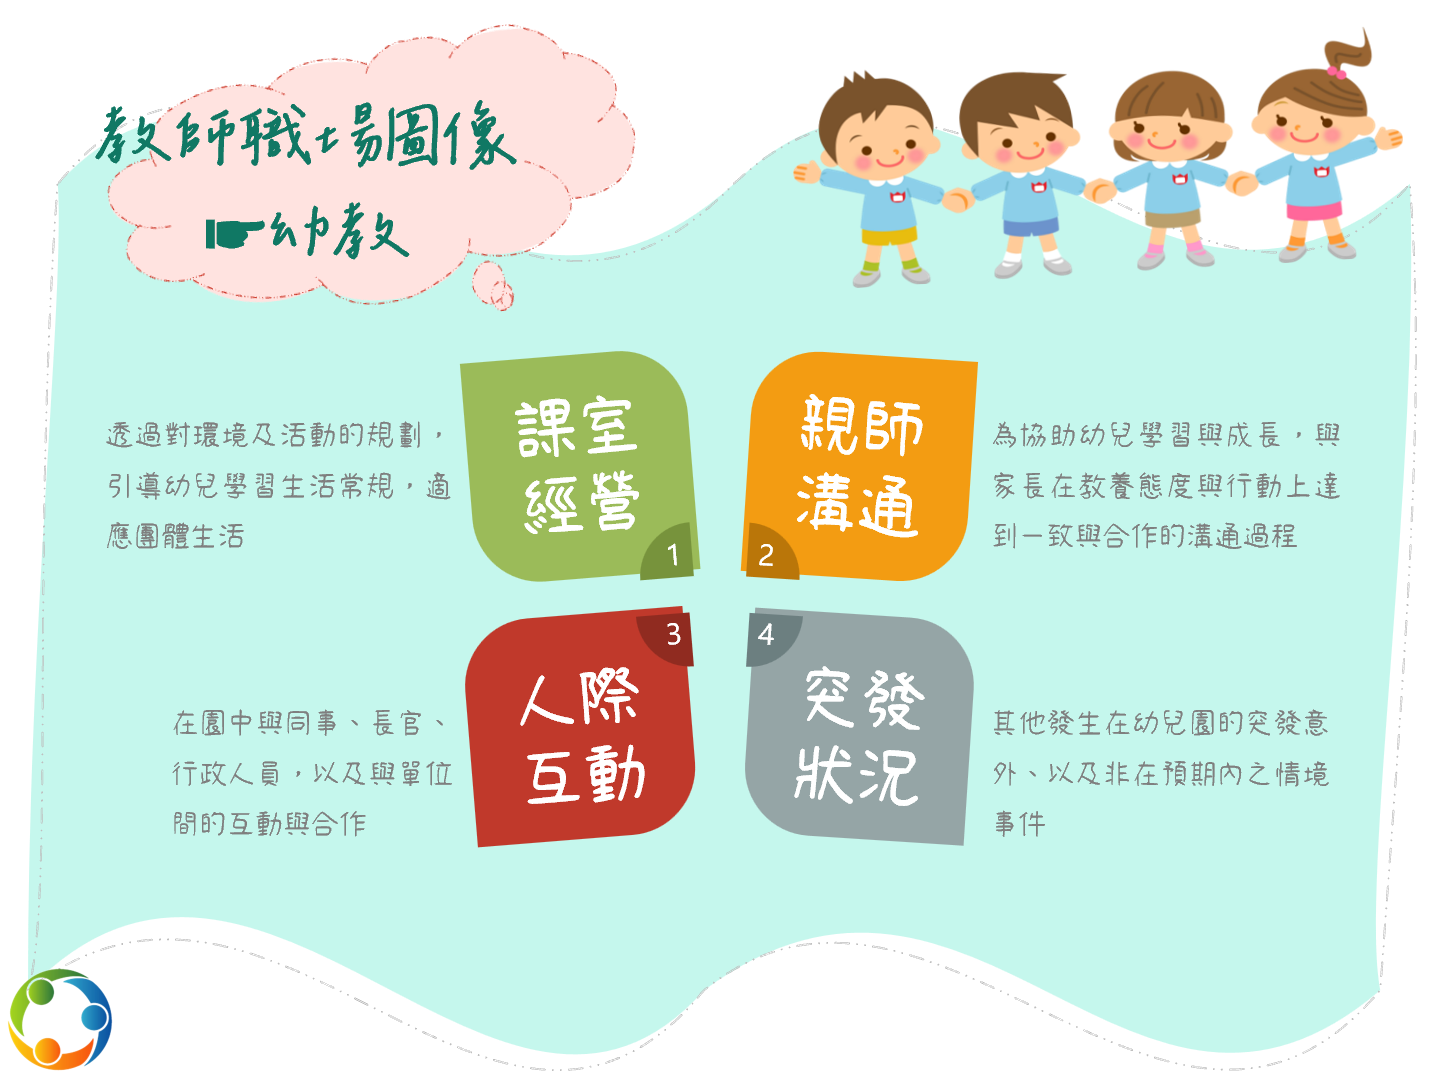 教師職場圖像
☛幼教
透過對環境及活動的規劃，
引導幼兒學習生活常規，適
應團體生活
課室
經營
1
親師
溝通
2
為協助幼兒學習與成長，與
家長在教養態度與行動上達
到一致與合作的溝通過程
在園中與同事、長官、
行政人員，以及與單位
間的互動與合作
3
人際
互動
4
突發
狀況
其他發生在幼兒園的突發意
外、以及非在預期內之情境
事件